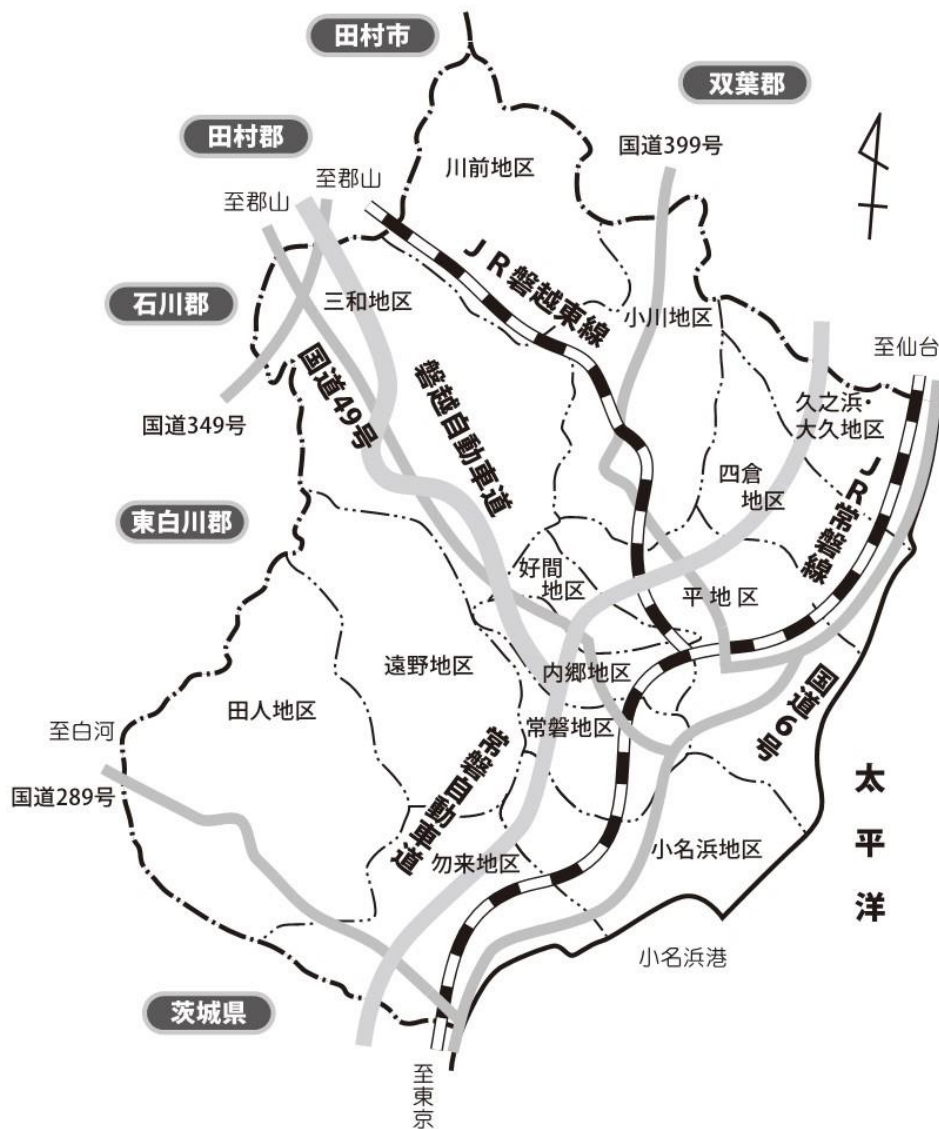 田村市
双葉郡
田村郡
国道399号
至郡山
川前地区
至郡山
JR磐越東線
石川郡
三和地区
小川地区
至仙台
国道49号
磐越自動車道
久之浜・
大久地区
国道349号
JR常磐線
四倉
地区
東白川郡
好間
地区
平地区
遠野地区
内郷地区
田人地区
国道6号
至白河
常磐地区
常磐自動車道
太平洋
国道289号
小名浜地区
勿来地区
小名浜港
茨城県
至東京